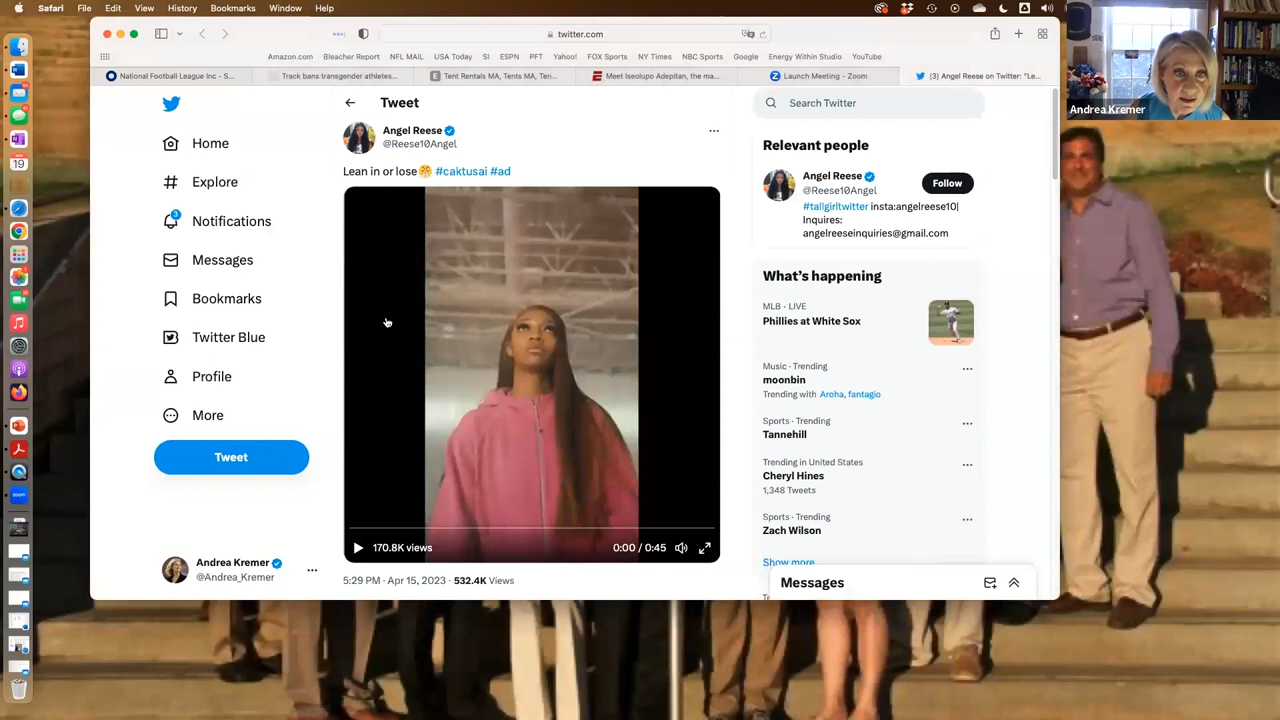 Safari File Edit View History Bookmarks Window Help
twitter.com
Amazon.com Bleacher Report NFL MAIL USA Today SI ESPN PFT Yahoo! FOX Sports NY Times NBC Sports Google Energy Within Studio YouTube
National Football League Inc - S... Track bans transgender athletes... Tent Rentals MA, Tents MA, Ten... Meet Iseolupo Adepitan, the ma... Launch Meeting - Zoom (3) Angel Reese on Twitter: "Le...
Andrea Kremer
Home
Explore
3
Notifications
Messages
Bookmarks
Twitter Blue
Profile
More
Tweet
Andrea Kremer
@Andrea_Kremer
Tweet
Angel Reese
@Reese10Angel
Lean in or lose #caktusai #ad
170.8K views 0:00 / 0:45
5:29 PM · Apr 15, 2023 · 532.4K Views
Search Twitter
Relevant people
Angel Reese
@Reese10Angel
Follow
#tallgirltwitter insta:angelreese10|
Inquires:
angelreeseinquiries@gmail.com
What's happening
MLB · LIVE
Phillies at White Sox
Music · Trending
moonbin
Trending with Aroha, fantagio
Sports · Trending
Tannehill
Trending in United States
Cheryl Hines
1,348 Tweets
Sports · Trending
Zach Wilson
Show more
Messages
19
zoom